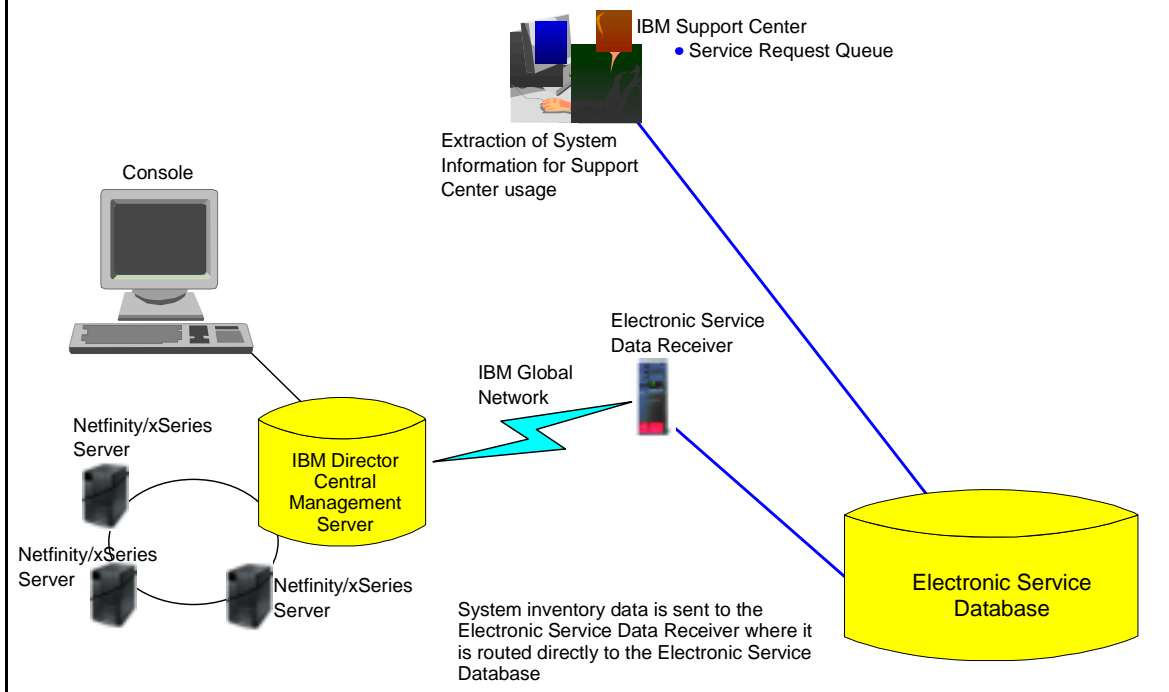 IBM Support Center
• Service Request Queue
Extraction of System
Information for Support
Center usage
Console
Electronic Service
Data Receiver
IBM Global
Network
Netfinity/xSeries
Server
IBM Director
Central
Management
Server
Netfinity/xSeries
Server
Netfinity/xSeries
Server
Electronic Service
Database
System inventory data is sent to the
Electronic Service Data Receiver where it
is routed directly to the Electronic Service
Database